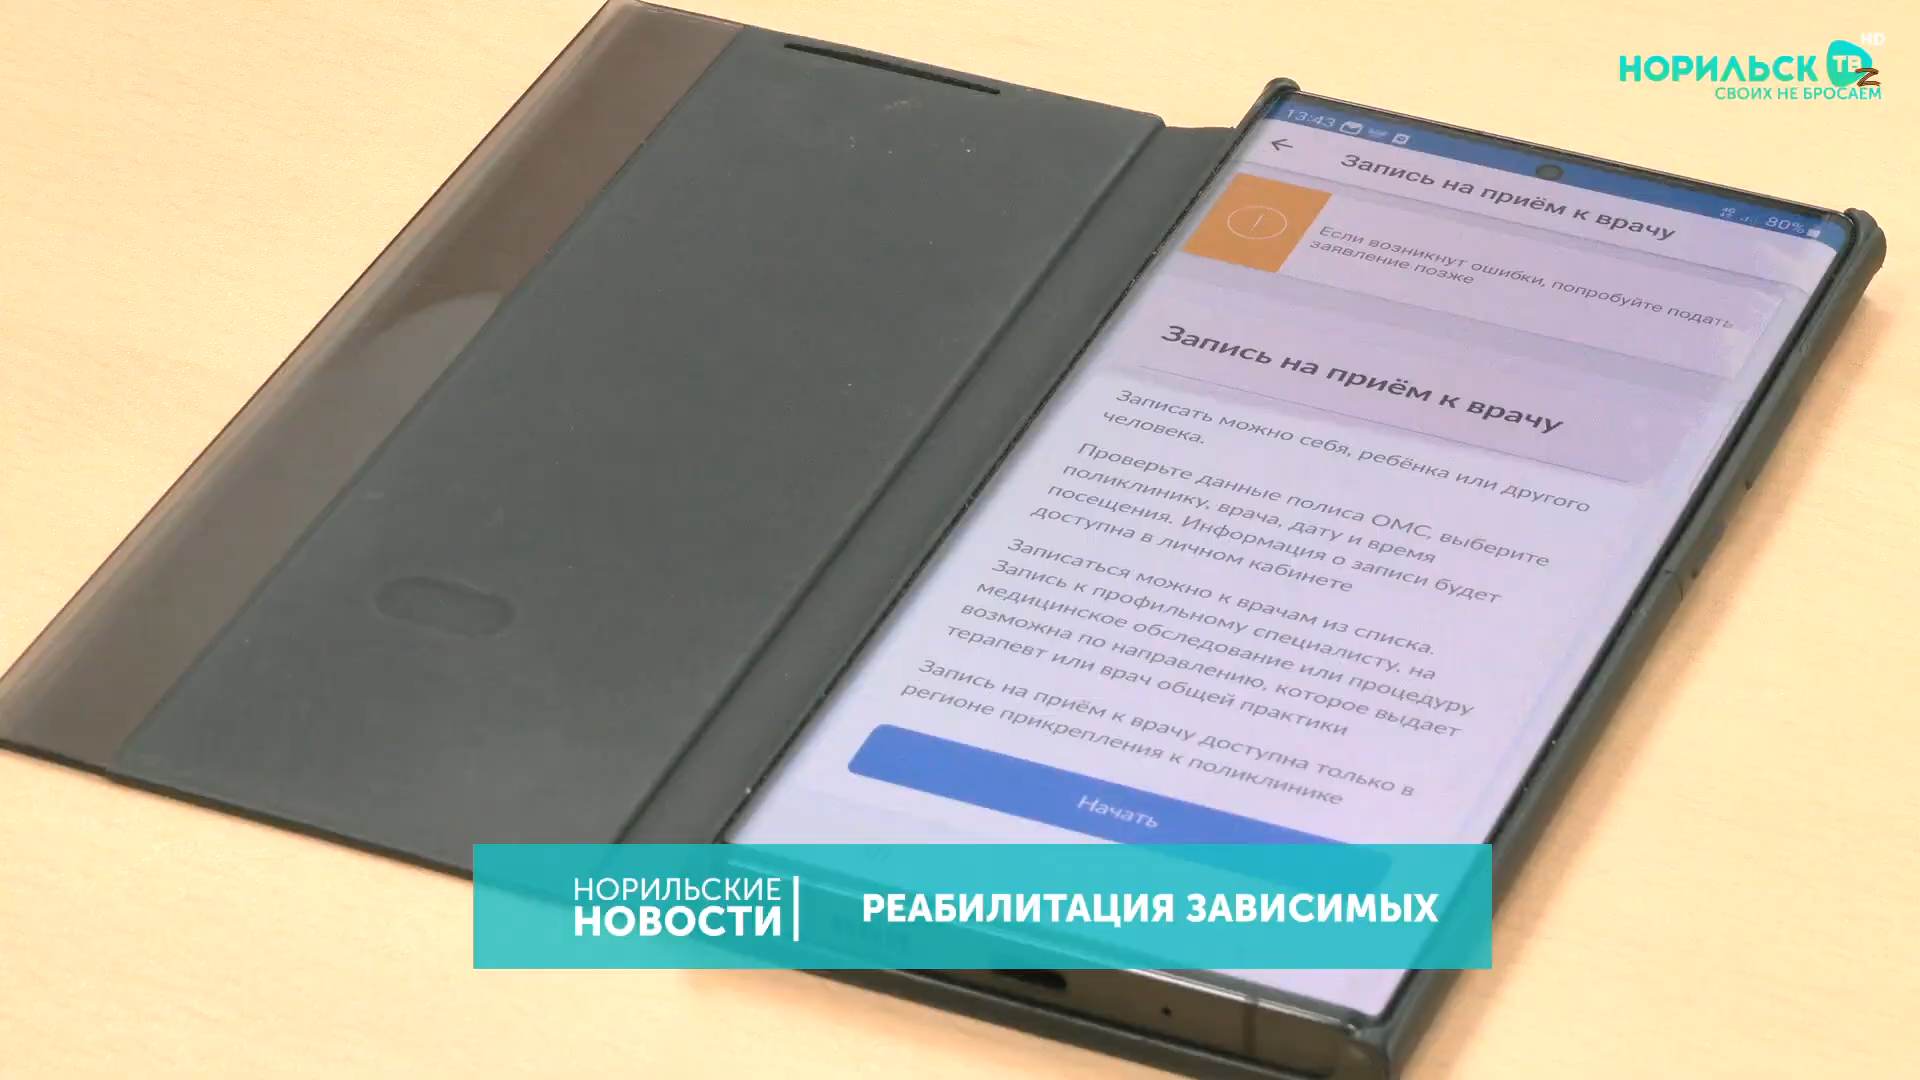 НОРИЛЬСК ТВ HD
Z
СВОИХ НЕ БРОСАЕМ
13:43
80%
Запись на приём к врачу
Если возникнут ошибки, попробуйте подать
заявление позже
Запись на приём к врачу
Записать можно себя, ребёнка или другого
человека.
Проверьте данные полиса ОМС, выберите
поликлинику, врача, дату и время
посещения. Информация о записи будет
доступна в личном кабинете
Записаться можно к врачам из списка.
Запись к профильному специалисту, на
медицинское обследование или процедуру
возможна по направлению, которое выдает
терапевт или врач общей практики
Запись на приём к врачу доступна только в
регионе прикрепления к поликлинике
Начать
НОРИЛЬСКИЕ
НОВОСТИ
РЕАБИЛИТАЦИЯ ЗАВИСИМЫХ